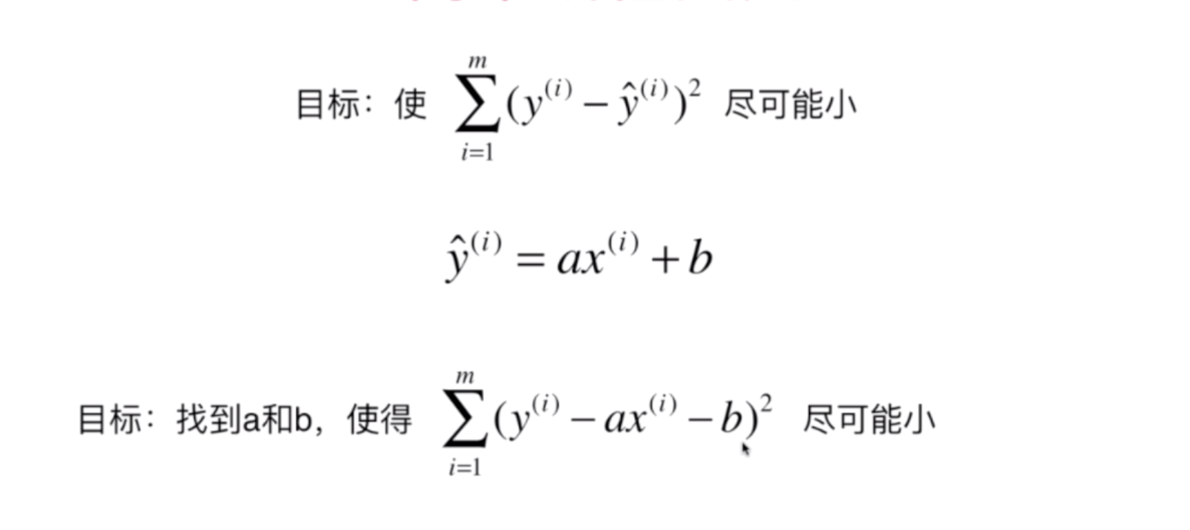 目标：使 $\sum_{i=1}^{m}(y^{(i)} - \hat{y}^{(i)})^2$ 尽可能小
$\hat{y}^{(i)} = ax^{(i)} + b$
目标：找到a和b，使得 $\sum_{i=1}^{m}(y^{(i)} - ax^{(i)} - b)^2$ 尽可能小